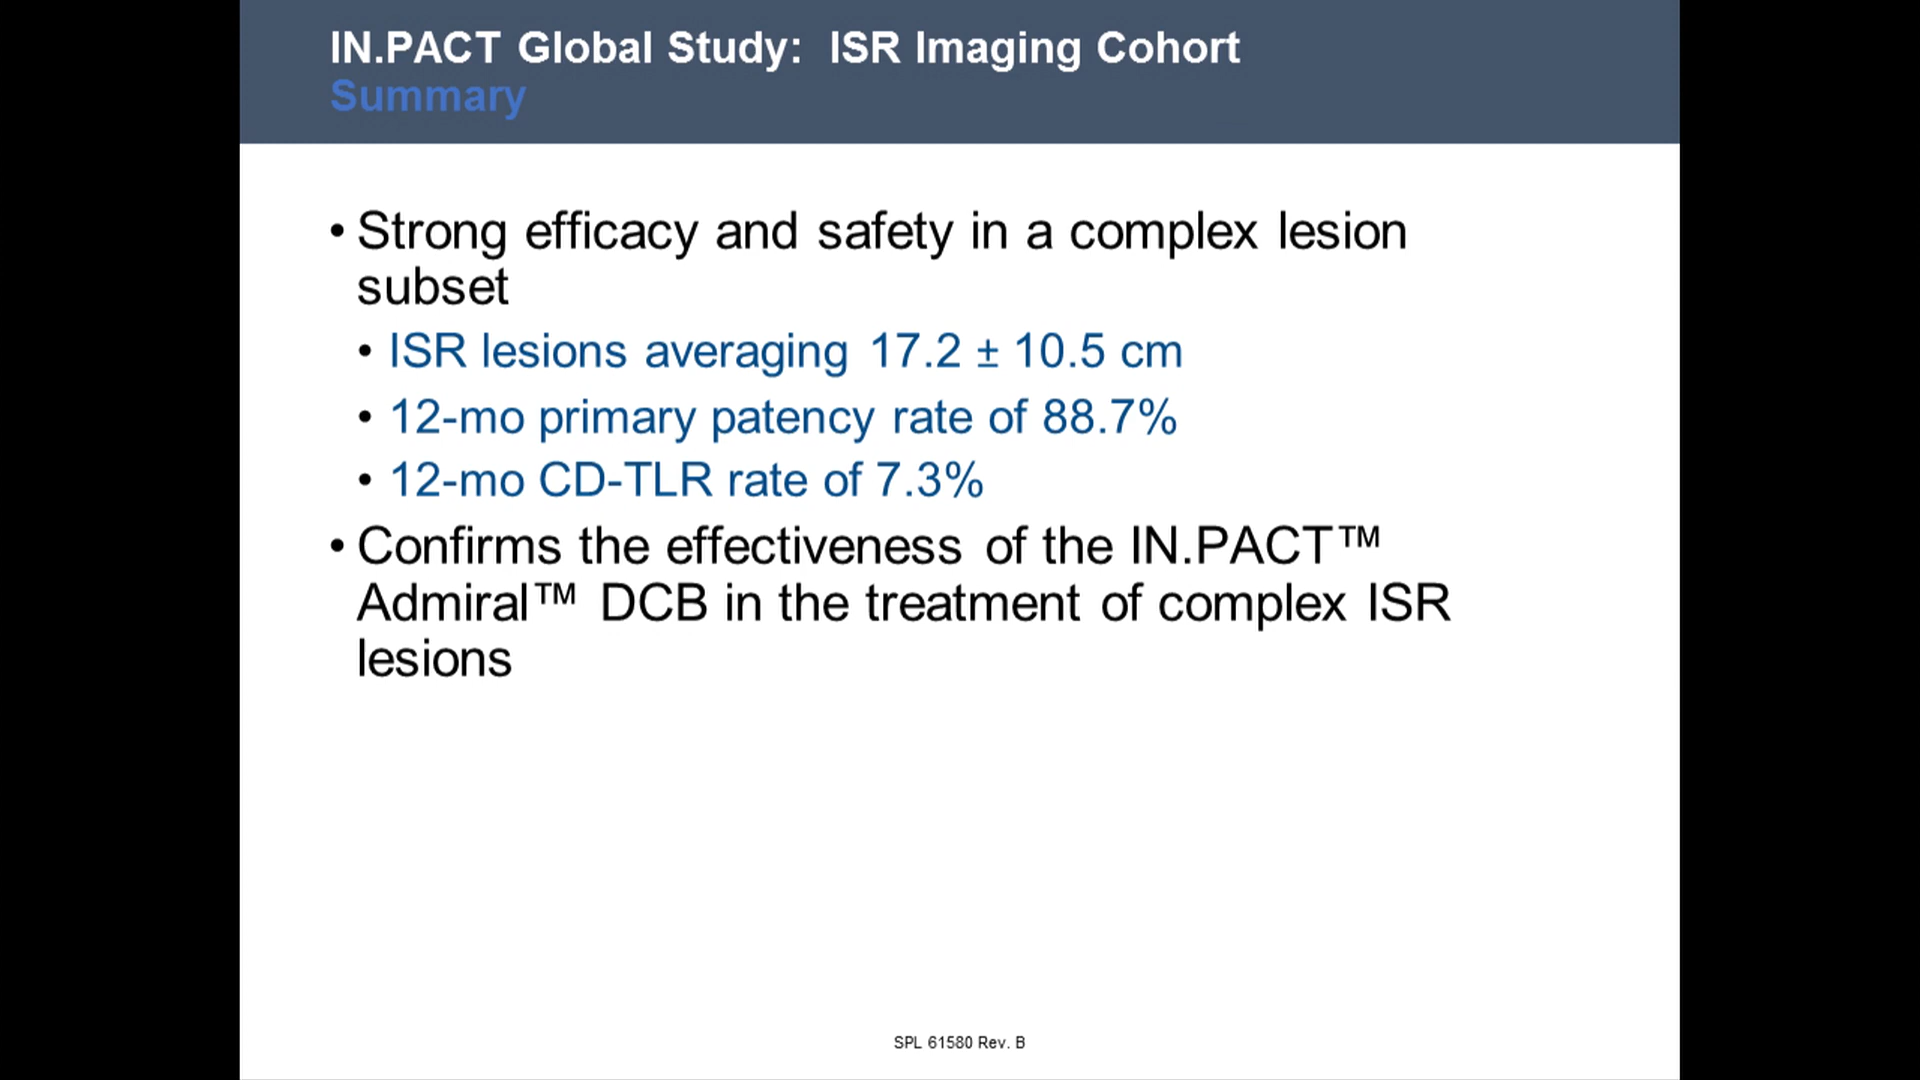 IN.PACT Global Study: ISR Imaging Cohort
Summary
• Strong efficacy and safety in a complex lesion
subset
• ISR lesions averaging 17.2 ± 10.5 cm
• 12-mo primary patency rate of 88.7%
• 12-mo CD-TLR rate of 7.3%
• Confirms the effectiveness of the IN.PACT™
Admiral™ DCB in the treatment of complex ISR
lesions
SPL 61580 Rev. B